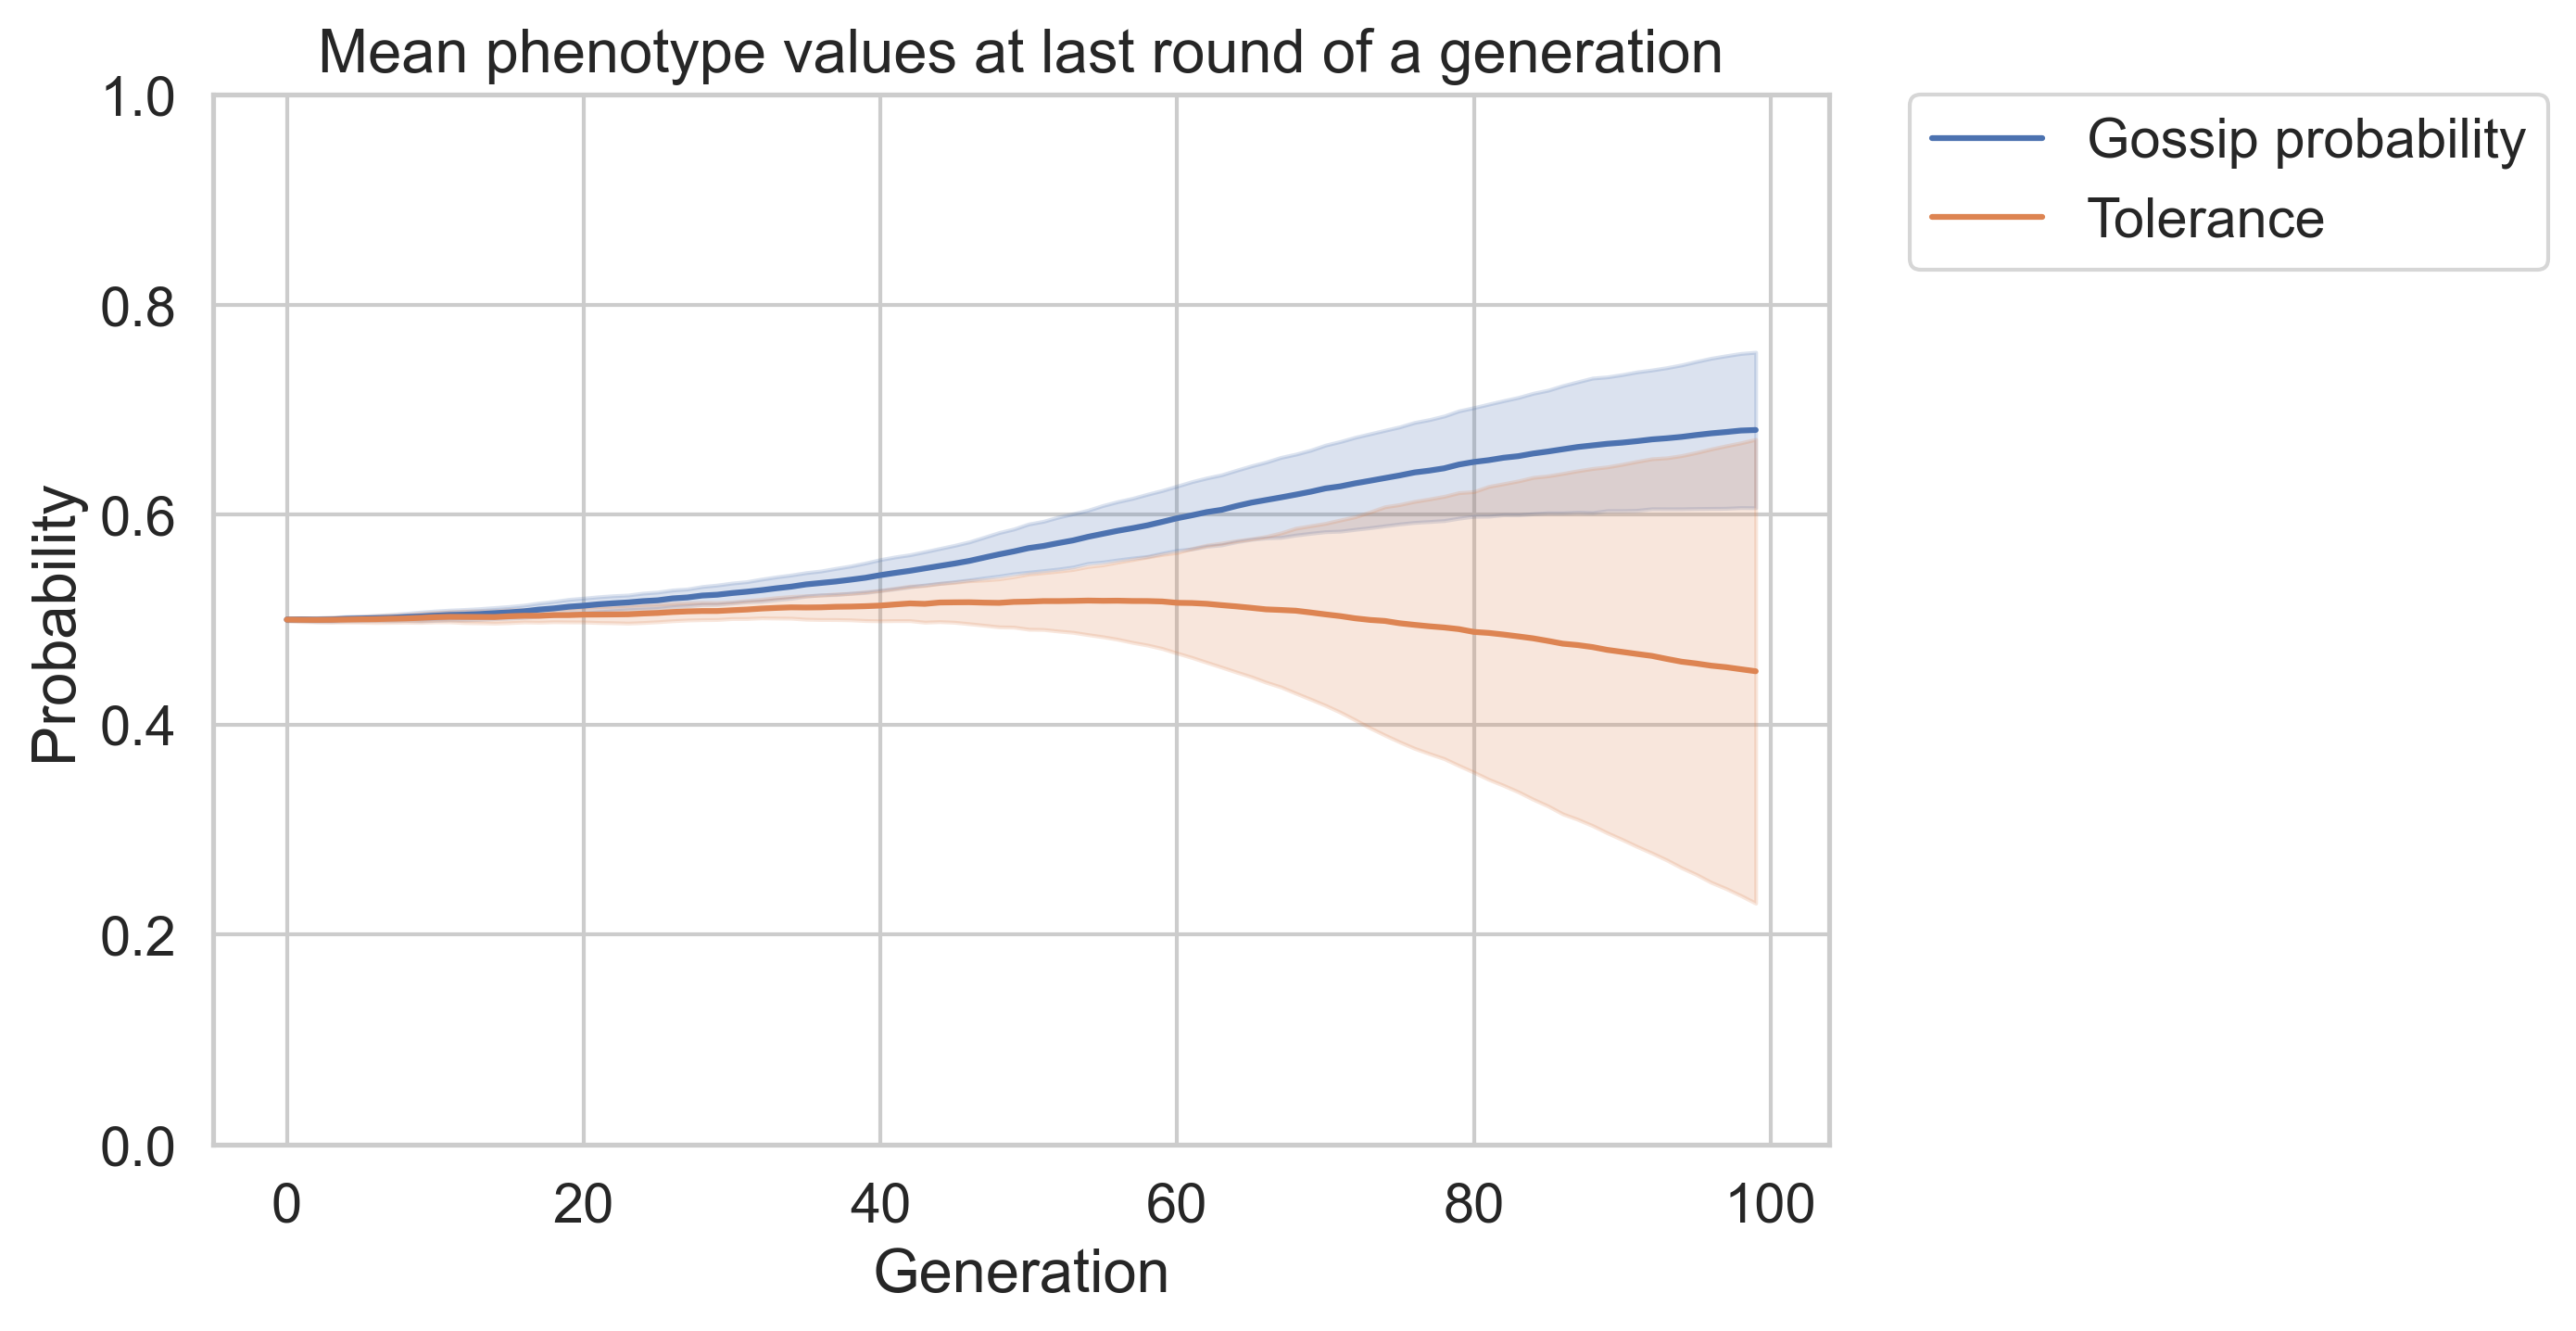 Mean phenotype values at last round of a generation
1.0
0.8
0.6
0.4
0.2
0.0
Probability
0 20 40 60 80 100
Generation
Gossip probability
Tolerance